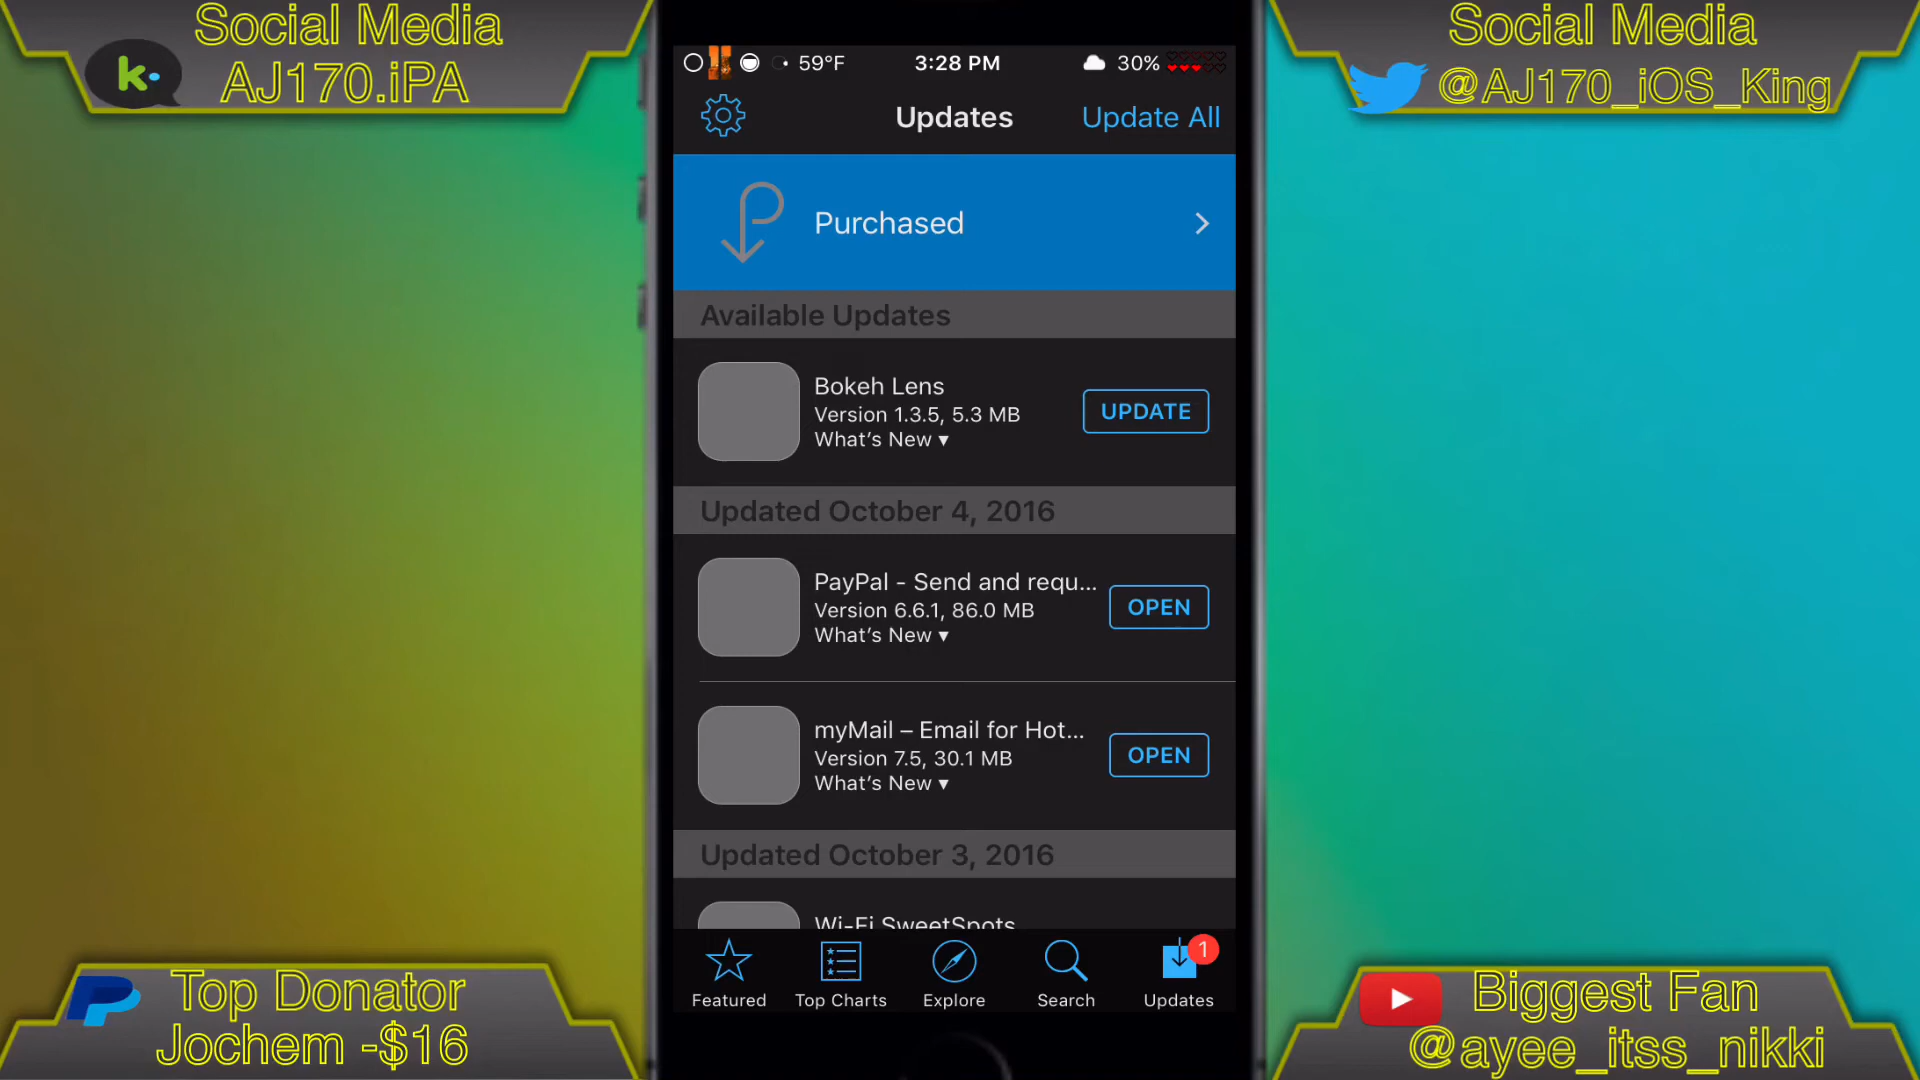 Social Media
AJ170.iPA
k
Social Media
@AJ170_iOS_King
59°F
3:28 PM
30%
Updates
Update All
Purchased
Available Updates
Bokeh Lens
Version 1.3.5, 5.3 MB
What's New ▾
UPDATE
Updated October 4, 2016
PayPal - Send and requ...
Version 6.6.1, 86.0 MB
What's New ▾
OPEN
myMail – Email for Hot...
Version 7.5, 30.1 MB
What's New ▾
OPEN
Updated October 3, 2016
Wi-Fi SweetSpots
Featured
Top Charts
Explore
Search
Updates
1
Top Donator
Jochem -$16
Biggest Fan
@ayee_itss_nikki